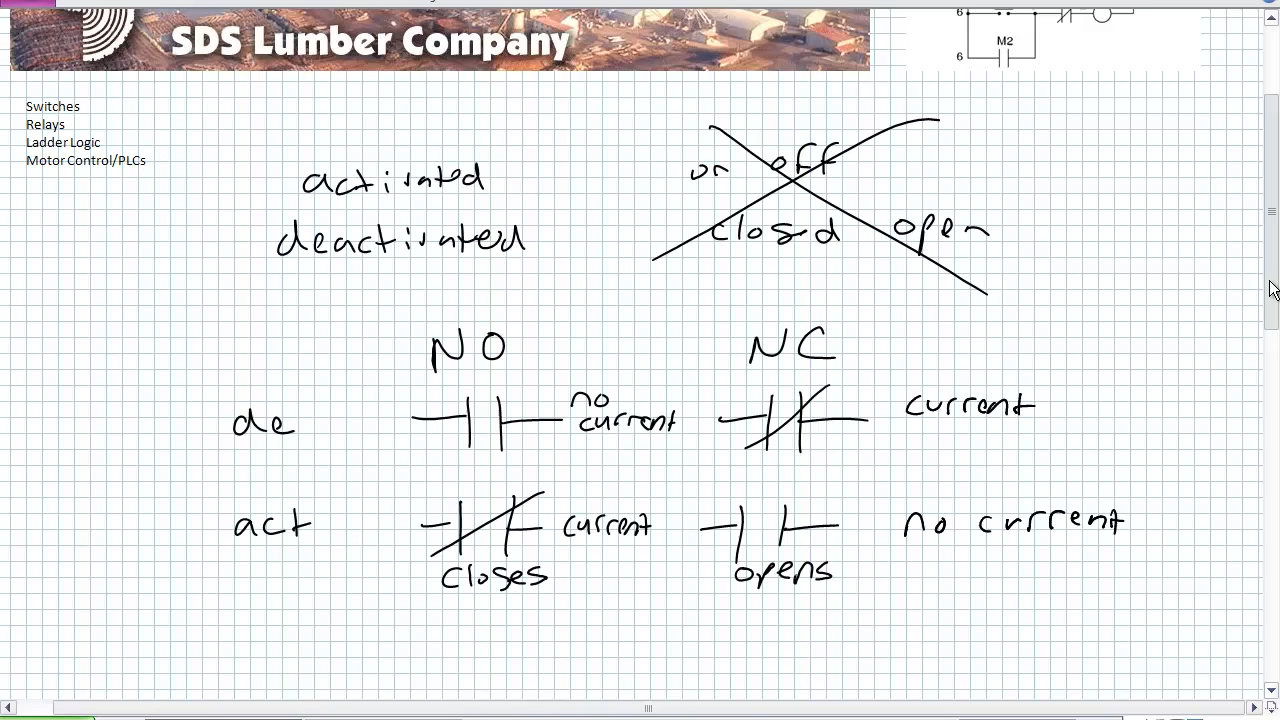 SDS Lumber Company
6
M2
6
Switches
Relays
Ladder Logic
Motor Control/PLCs
activated
deactivated
on off
closed open
NO NC
de no current current
act current no current
closes opens